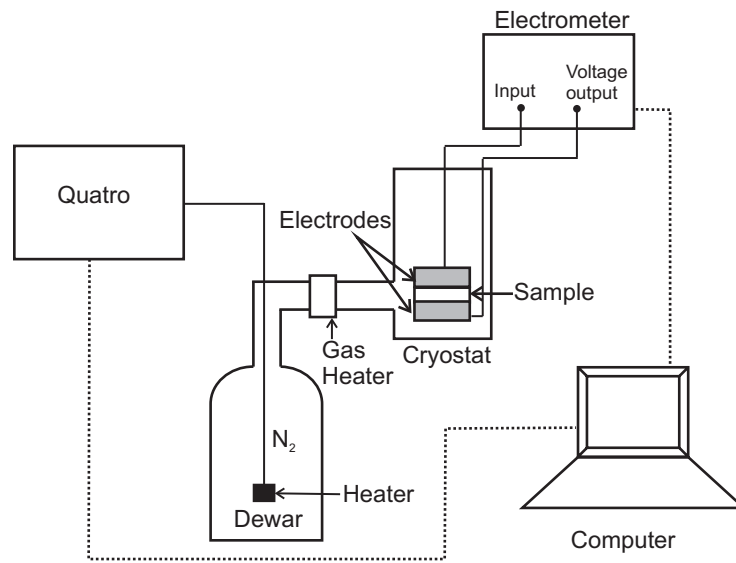 Electrometer
Input
Voltage
output
Quatro
Electrodes
Sample
Gas
Heater
Cryostat
N₂
Heater
Dewar
Computer